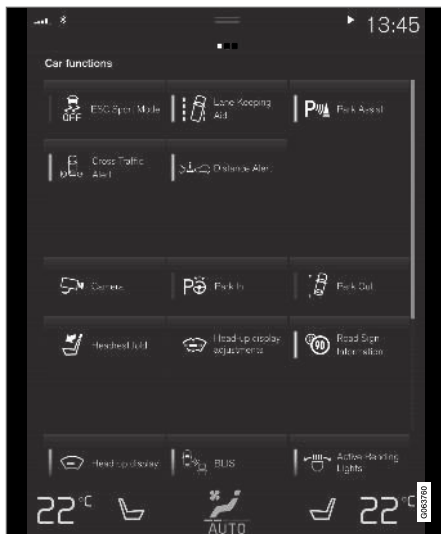 13:45
Car functions
OFF
ESC Sport Mode
Lane Keeping
Aid
P
Park Assist
Cross Traffic
Alert
Distance Alert
Camera
P
Park In
Park Out
Headrest fold
Head-up display
adjustments
90
Road Sign
Information
Head-up display
BLIS
Active Bending
Lights
22°C
AUTO
22°C
G063760